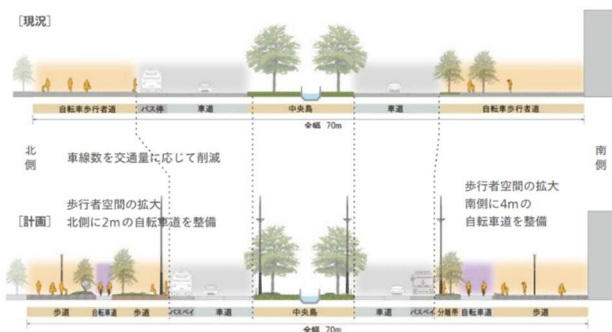 [現況]
自転車歩行者道 バス停 車道 中央島 車道 自転車歩行者道
全幅 70m
北側
車線数を交通量に応じて削減
南側
歩行者空間の拡大
北側に2mの自転車道を整備
歩行者空間の拡大
南側に4mの
自転車道を整備
[計画]
歩道 自転車道 歩道 バスベイ 車道 中央島 車道 バスベイ 分離帯 自転車道 歩道
全幅 70m